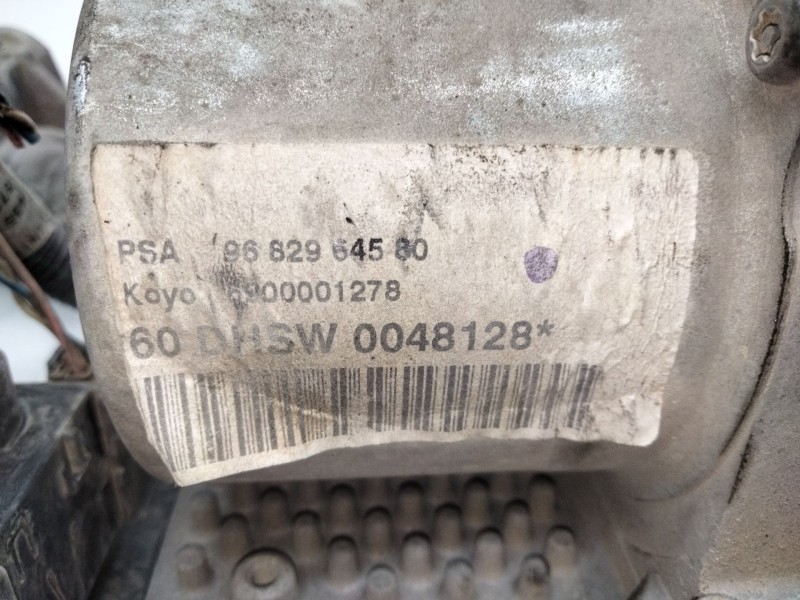 PSA 96 829 645 80
Koyo 6900001278
60 DHSW 0048128*